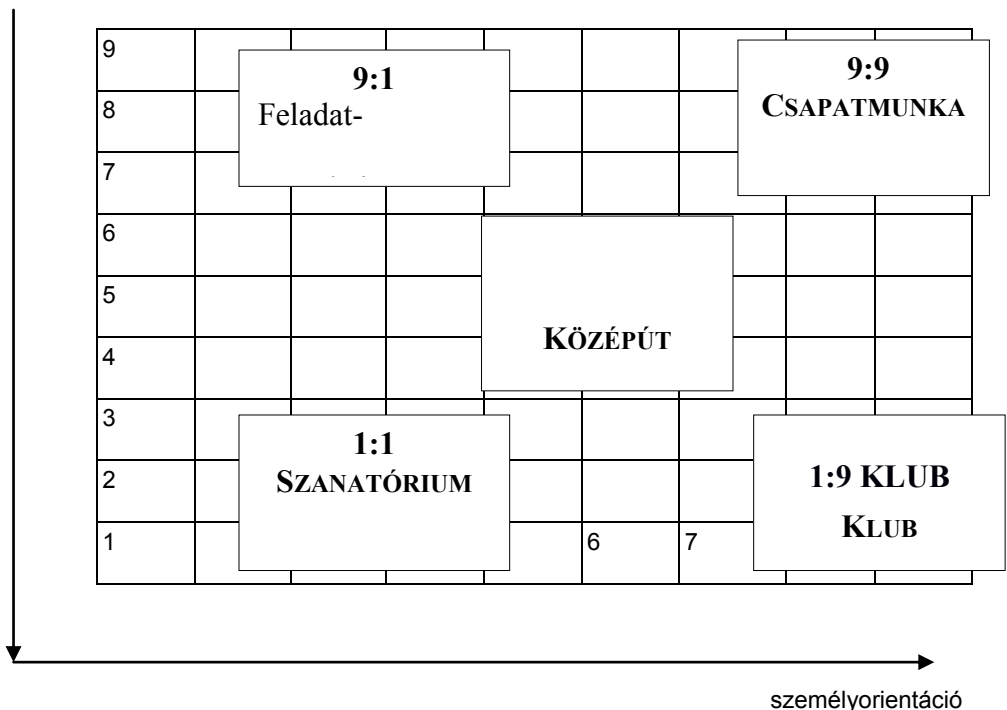 9
9:1
9:9
8
Feladat-
CSAPATMUNKA
7
6
5
KÖZÉPÚT
4
3
1:1
2
SZANATÓRIUM
1:9 KLUB
KLUB
1
6
7
személyorientáció